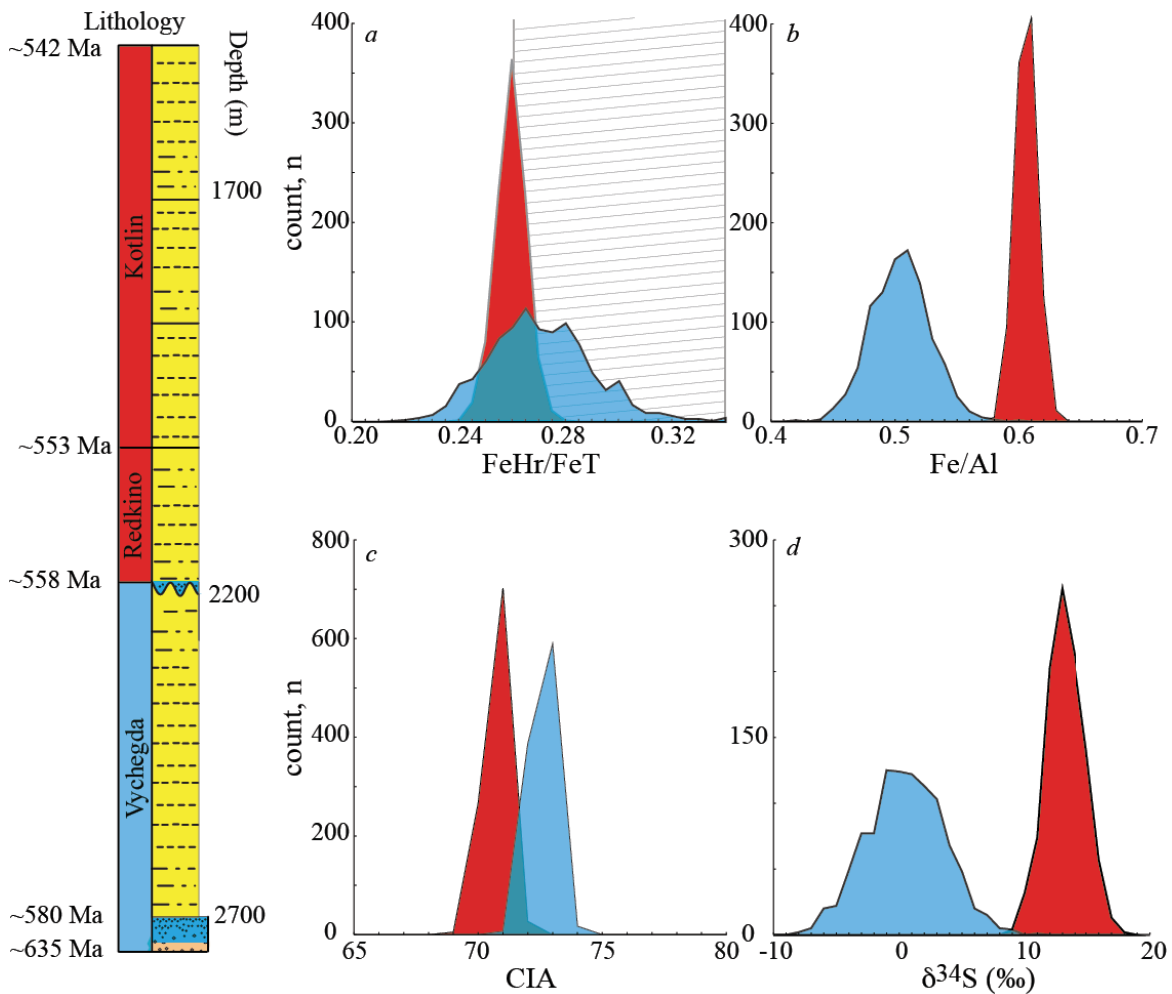 Lithology
~542 Ma
Depth (m)
1700
Kotlin
~553 Ma
Redkino
~558 Ma
2200
Vychegda
~580 Ma
2700
~635 Ma
a
400
300
200
100
0
count, n
0.20
0.24
0.28
0.32
FeHr/FeT
b
400
300
200
100
0
0.4
0.5
0.6
0.7
Fe/Al
c
800
600
400
200
0
count, n
65
70
75
80
CIA
d
300
150
0
-10
0
10
20
δ³⁴S (‰)